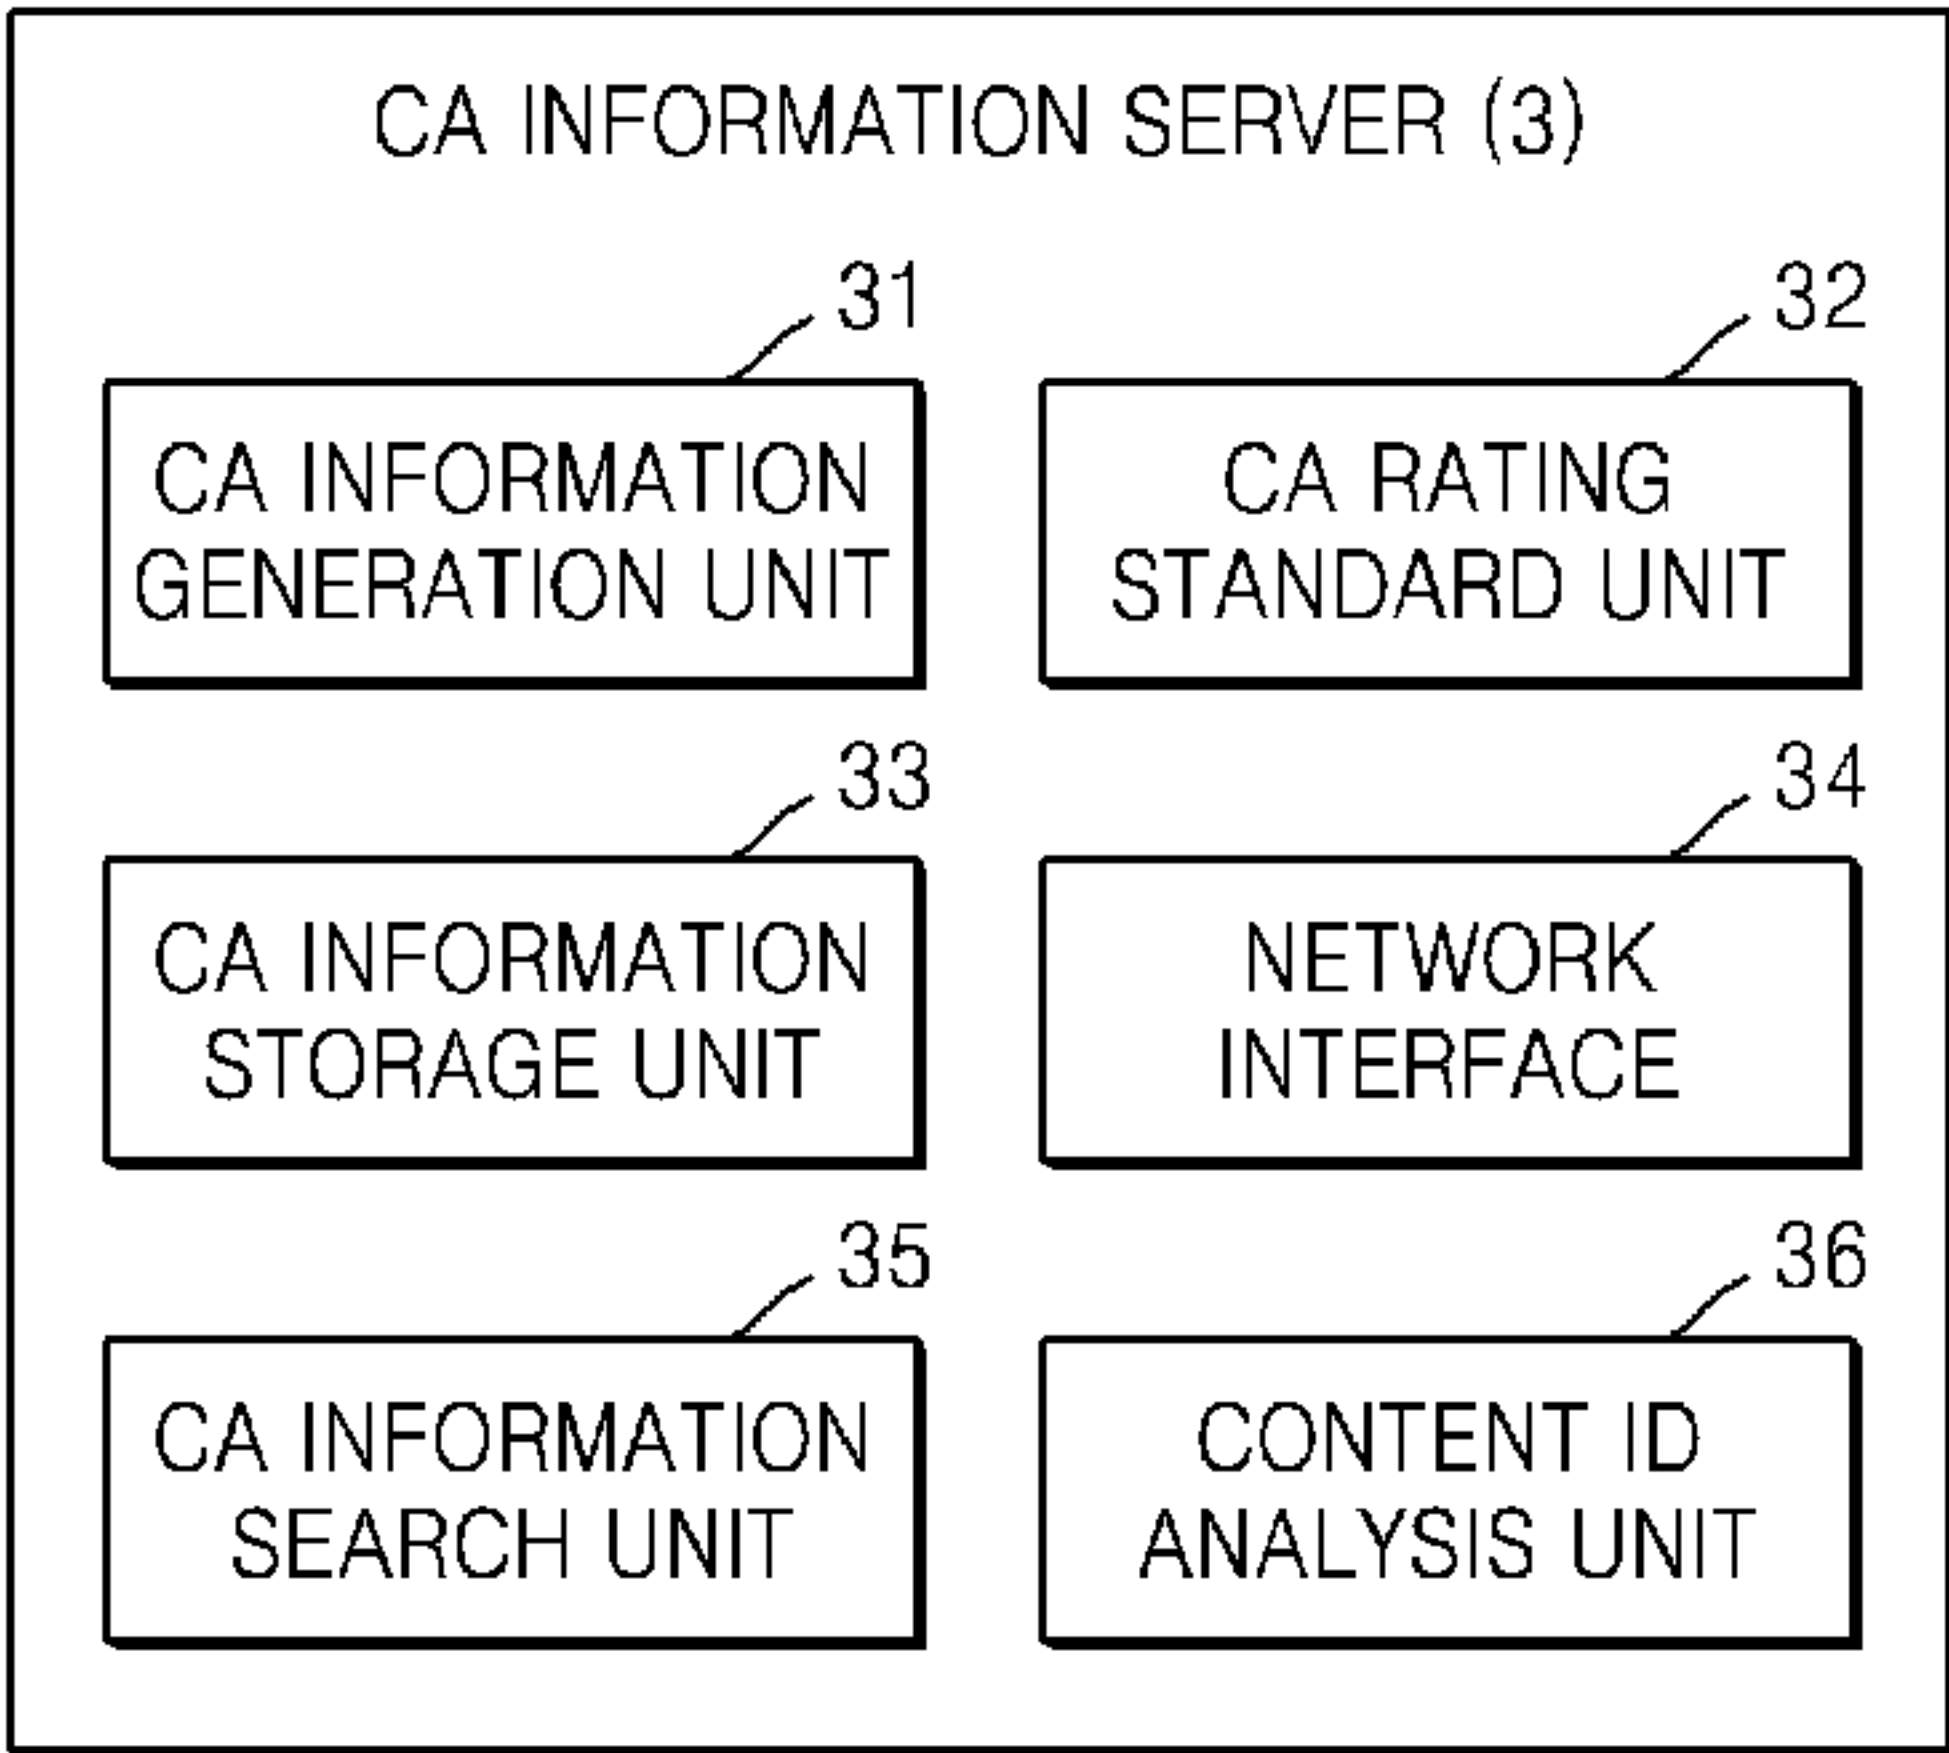 CA INFORMATION SERVER (3)
31
CA INFORMATION
GENERATION UNIT
32
CA RATING
STANDARD UNIT
33
CA INFORMATION
STORAGE UNIT
34
NETWORK
INTERFACE
35
CA INFORMATION
SEARCH UNIT
36
CONTENT ID
ANALYSIS UNIT